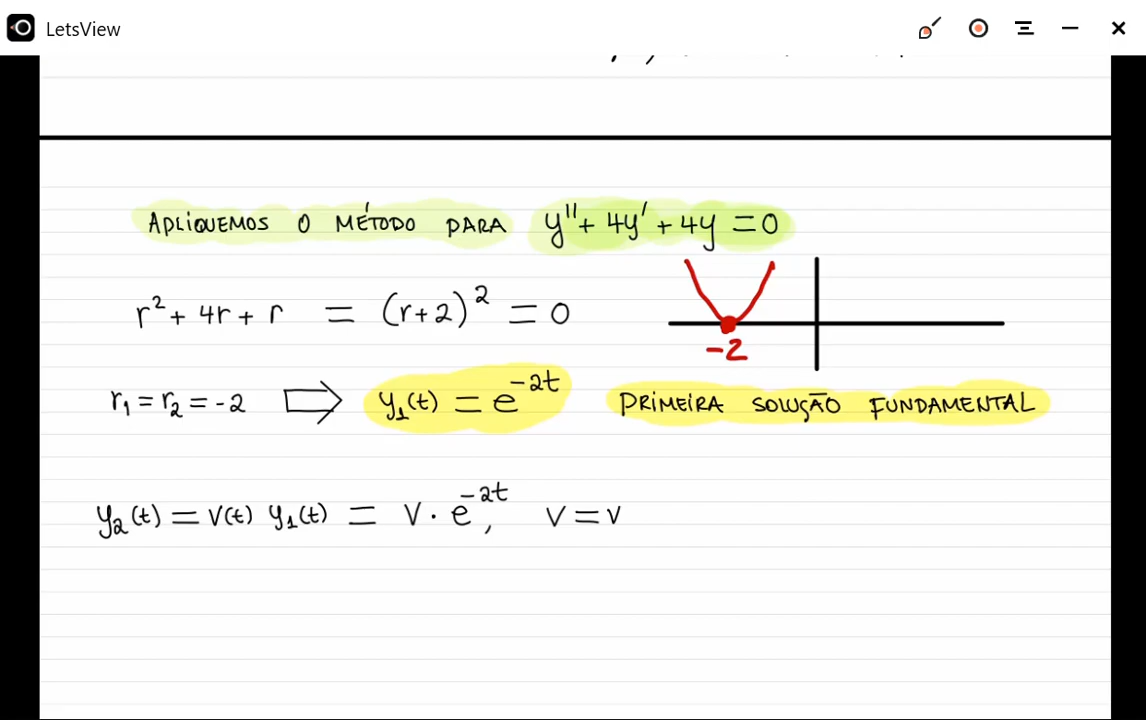 LetsView
APLIQUEMOS O MÉTODO PARA y'' + 4y' + 4y = 0
r² + 4r + r = (r+2)² = 0
-2
r₁ = r₂ = -2 ⇒ y₁(t) = e^{-2t} PRIMEIRA SOLUÇÃO FUNDAMENTAL
y₂(t) = v(t) y₁(t) = v · e^{-2t}, v = v